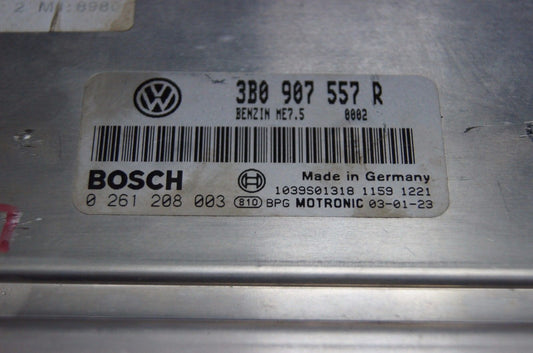 2 M
3B0 907 557 R
BENZIN ME7.5 0002
BOSCH
Made in Germany
1039S01318 1159 1221
0 261 208 003 810 BPG MOTRONIC 03-01-23